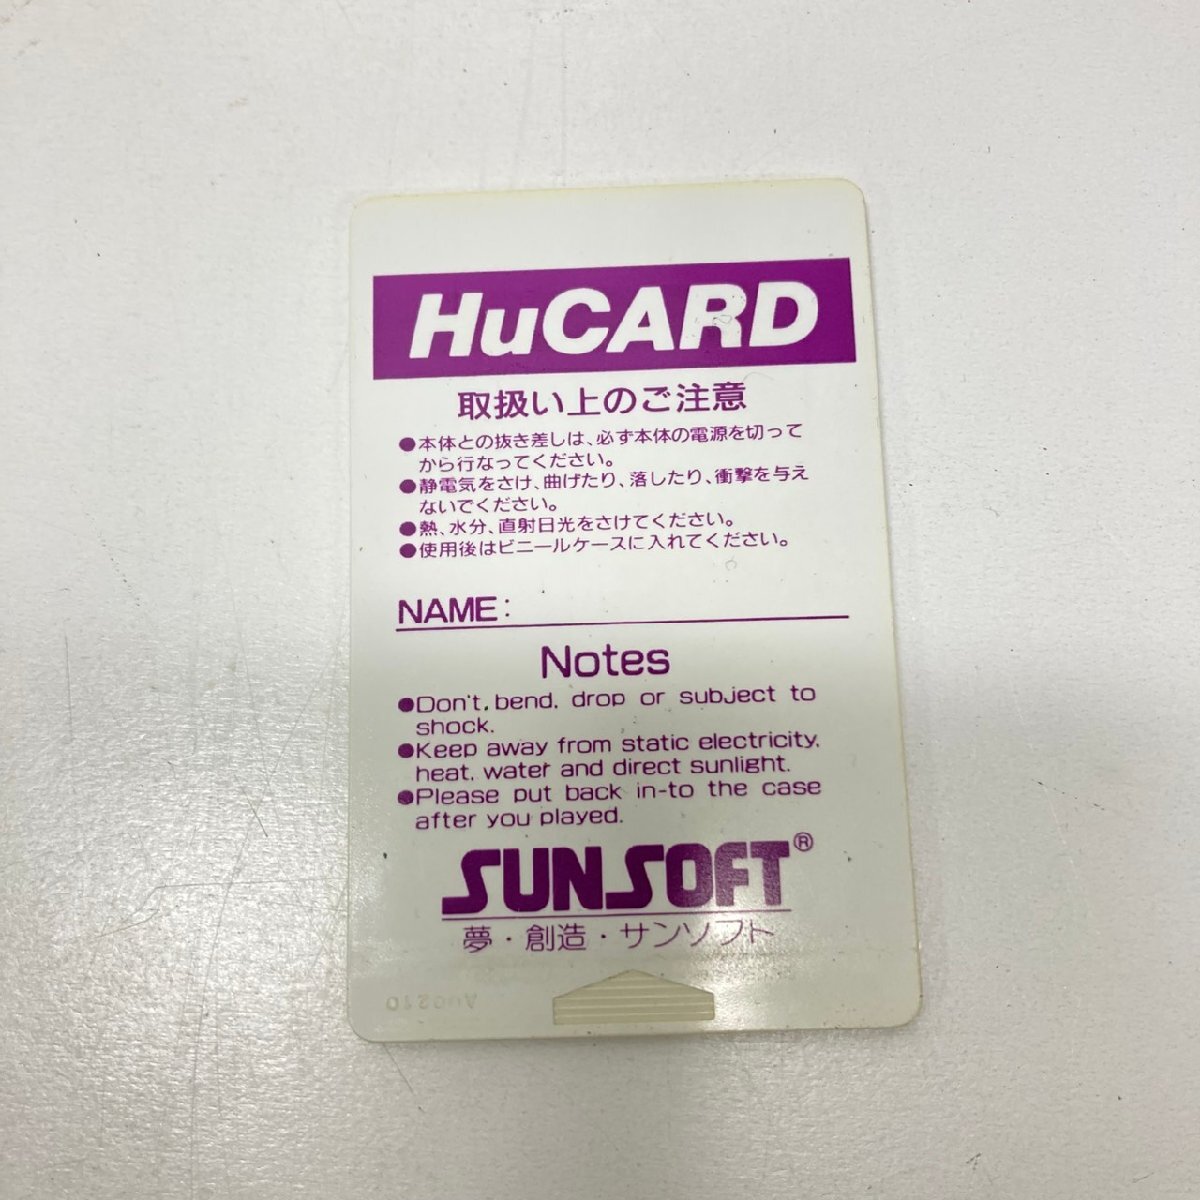 HuCARD
取扱い上のご注意
●本体との抜き差しは、必ず本体の電源を切って
から行なってください。
●静電気をさけ、曲げたり、落したり、衝撃を与え
ないでください。
●熱、水分、直射日光をさけてください。
●使用後はビニールケースに入れてください。
NAME:
Notes
●Don't, bend, drop or subject to
shock.
●Keep away from static electricity,
heat, water and direct sunlight.
●Please put back in-to the case
after you played.
SUNSOFT®
夢・創造・サンソフト